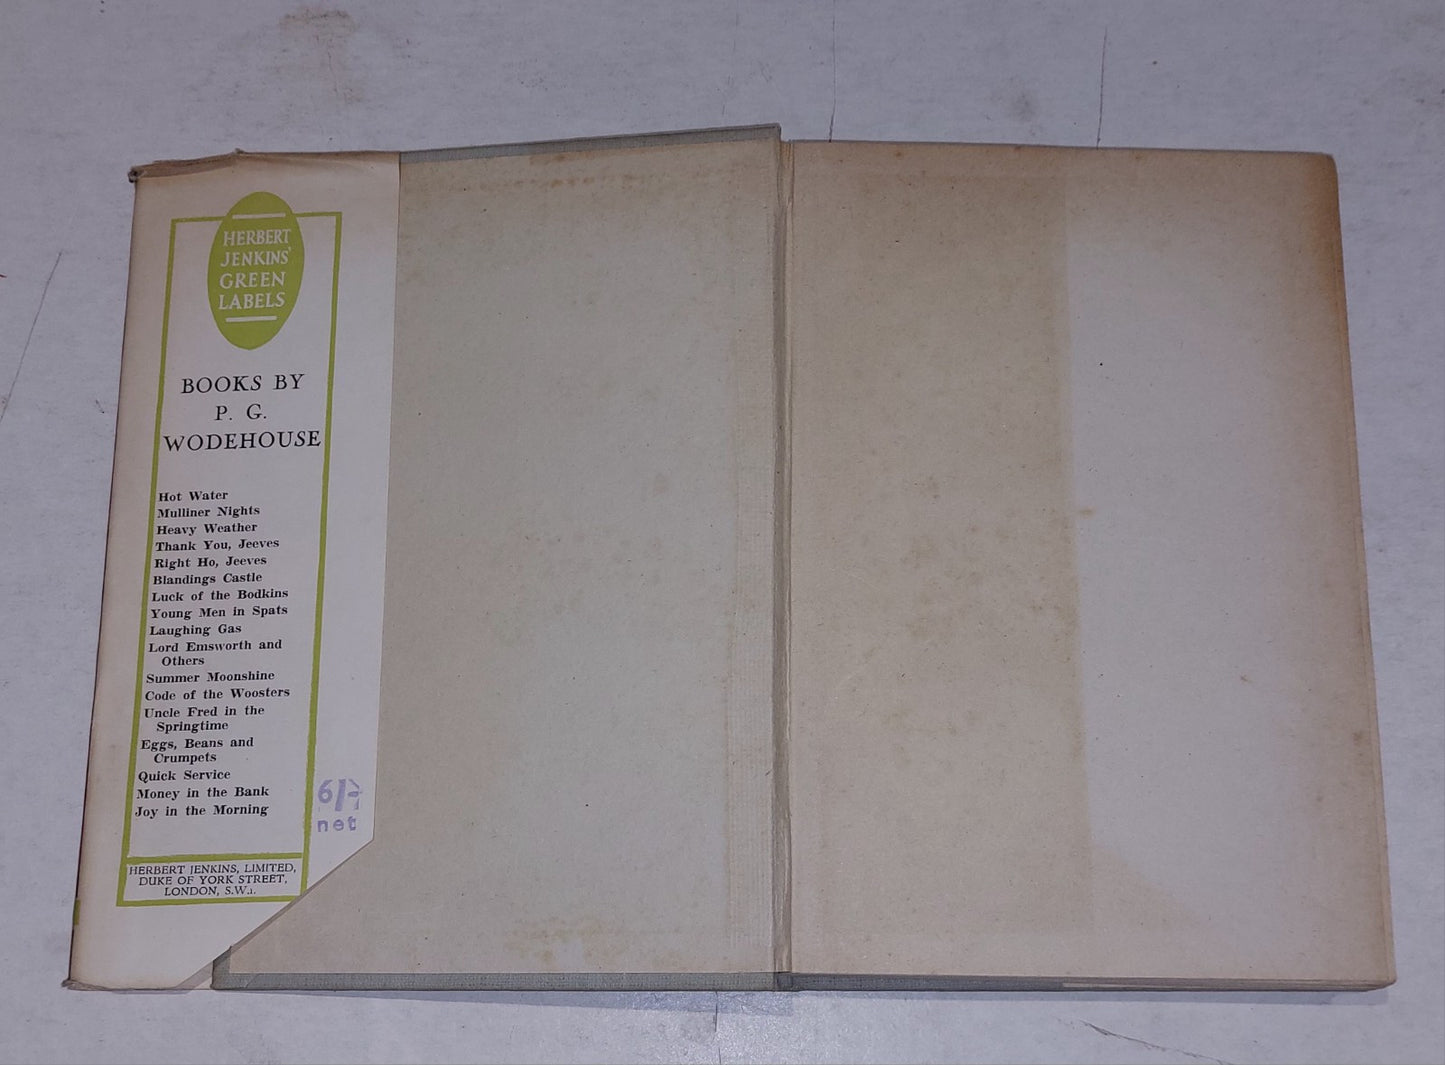 HERBERT
JENKINS'
GREEN
LABELS
BOOKS BY
P. G.
WODEHOUSE
Hot Water
Mulliner Nights
Heavy Weather
Thank You, Jeeves
Right Ho, Jeeves
Blandings Castle
Luck of the Bodkins
Young Men in Spats
Laughing Gas
Lord Emsworth and
Others
Summer Moonshine
Code of the Woosters
Uncle Fred in the
Springtime
Eggs, Beans and
Crumpets
Quick Service
Money in the Bank
Joy in the Morning
6/-
net
HERBERT JENKINS, LIMITED,
DUKE OF YORK STREET,
LONDON, S.W.1.